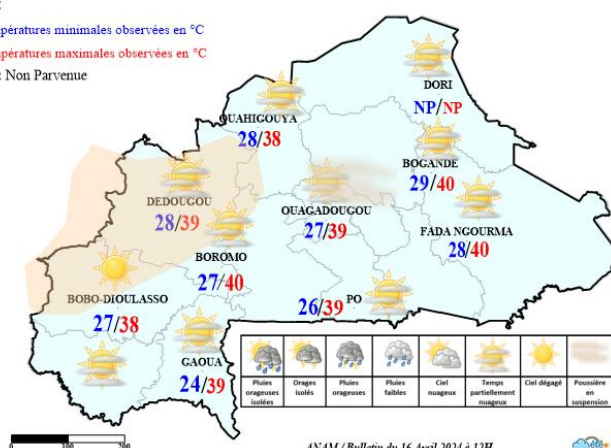 pératures minimales observées en °C
pératures maximales observées en °C
: Non Parvenue
DORI
NP/NP
OUAHIGOUYA
28/38
BOGANDE
29/40
DEDOUGOU
28/39
OUAGADOUGOU
27/39
FADA NGOURMA
28/40
BOROMO
27/40
BOBO-DIOULASSO
27/38
26/39 PO
GAOUA
24/39
Pluies orageuses isolées
Orages isolés
Pluies orageuses
Pluies faibles
Ciel nuageux
Temps partiellement nuageux
Ciel dégagé
Poussière en suspension
ANAM / Bulletin du 16 Avril 2024 à 12H